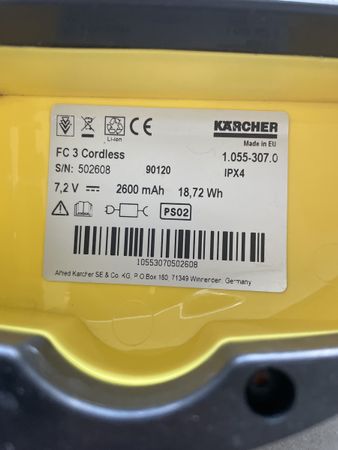 Li-Ion
KÄRCHER
Made in EU
FC 3 Cordless 1.055-307.0
S/N: 502608 90120 IPX4
7,2 V 2600 mAh 18,72 Wh
PS02
10553070502608
Alfred Kärcher SE & Co. KG, P.O.Box 160, 71349 Winnenden, Germany